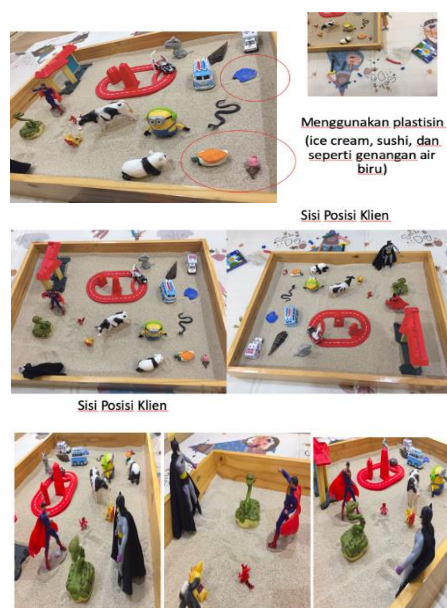 Menggunakan plastisin
(ice cream, sushi, dan
seperti genangan air
biru)
Sisi Posisi Klien
Sisi Posisi Klien